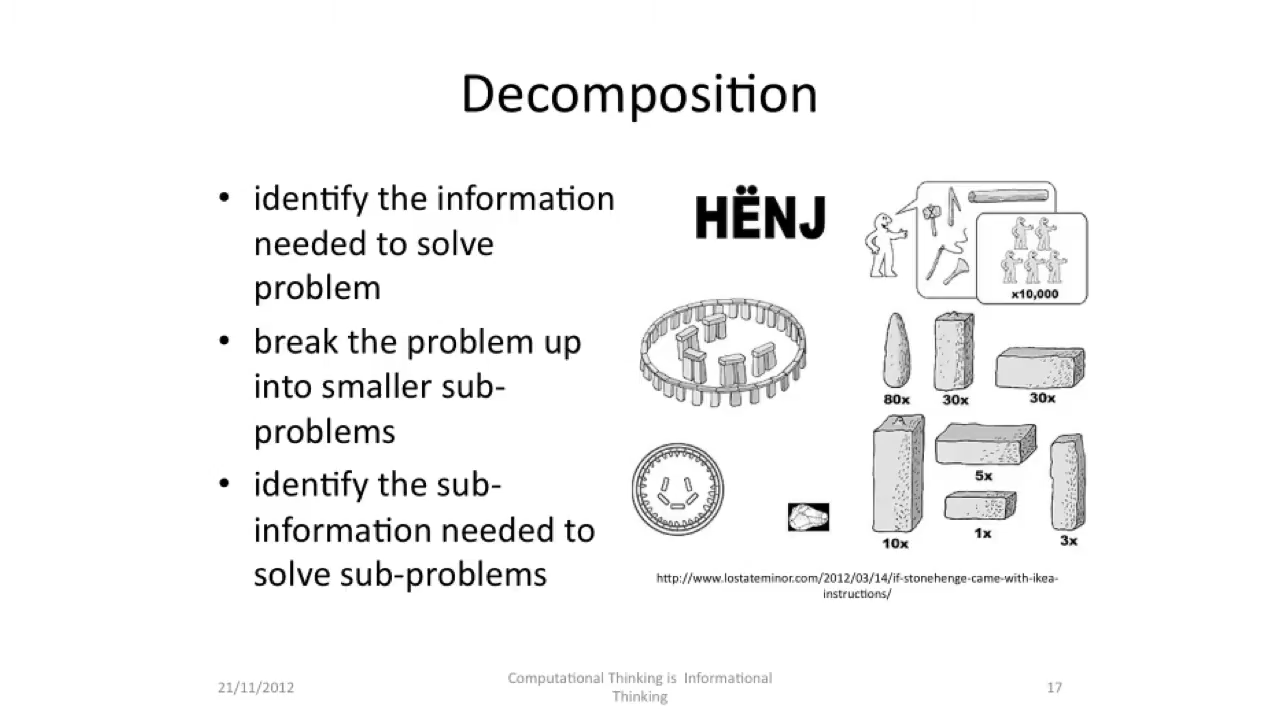 Decomposition
• identify the information
needed to solve
problem
• break the problem up
into smaller sub-
problems
• identify the sub-
information needed to
solve sub-problems
HËNJ
x10,000
80x
30x
30x
10x
5x
1x
3x
http://www.lostateminor.com/2012/03/14/if-stonehenge-came-with-ikea-
instructions/
21/11/2012
Computational Thinking is Informational
Thinking
17